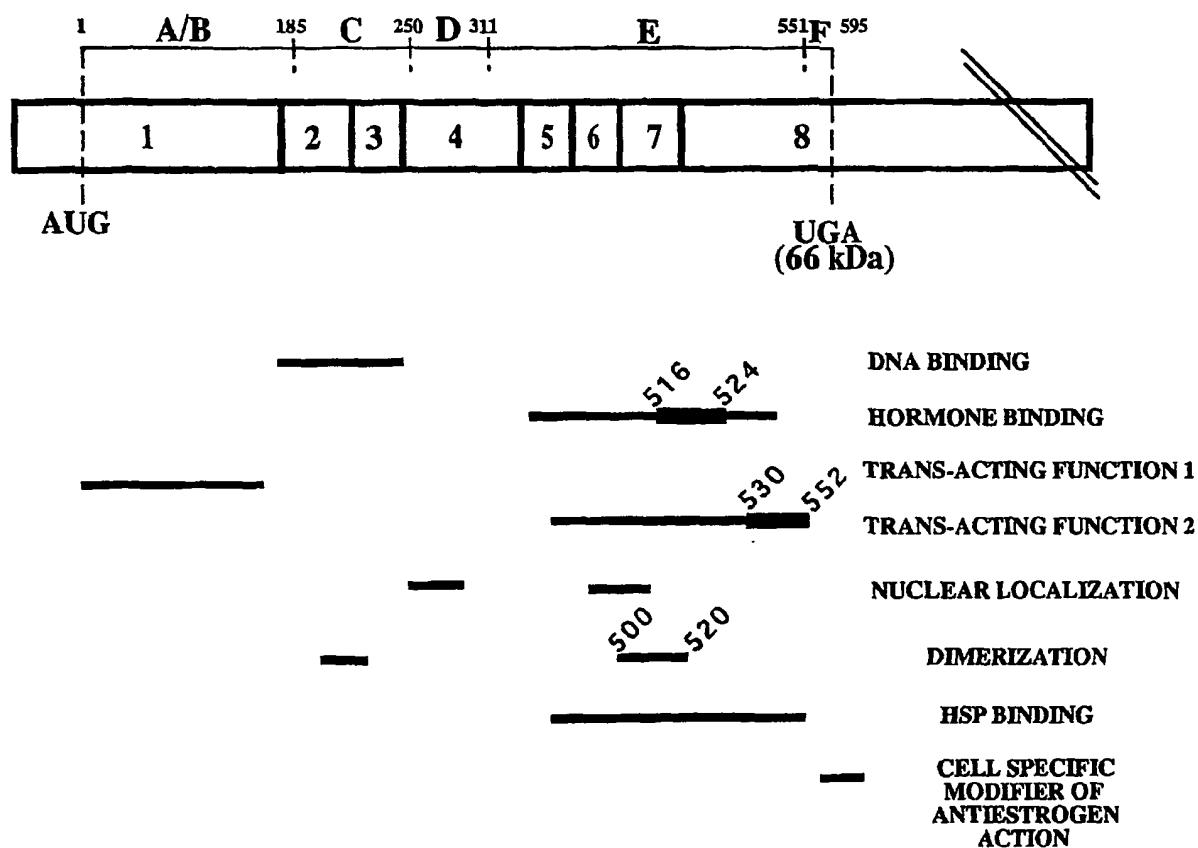 1 A/B 185 C 250 D 311 E 551 F 595
1 2 3 4 5 6 7 8
AUG
UGA
(66 kDa)
DNA BINDING
516 524
HORMONE BINDING
TRANS-ACTING FUNCTION 1
530 552
TRANS-ACTING FUNCTION 2
NUCLEAR LOCALIZATION
500 520
DIMERIZATION
HSP BINDING
CELL SPECIFIC
MODIFIER OF
ANTIESTROGEN
ACTION